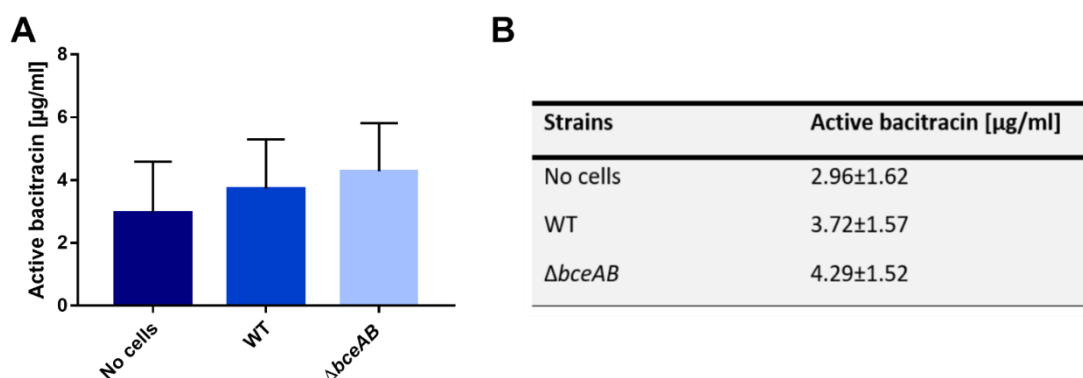 A
Active bacitracin [µg/ml]
8
6
4
2
0
No cells
WT
ΔbceAB
B
Strains Active bacitracin [µg/ml]
No cells 2.96±1.62
WT 3.72±1.57
ΔbceAB 4.29±1.52